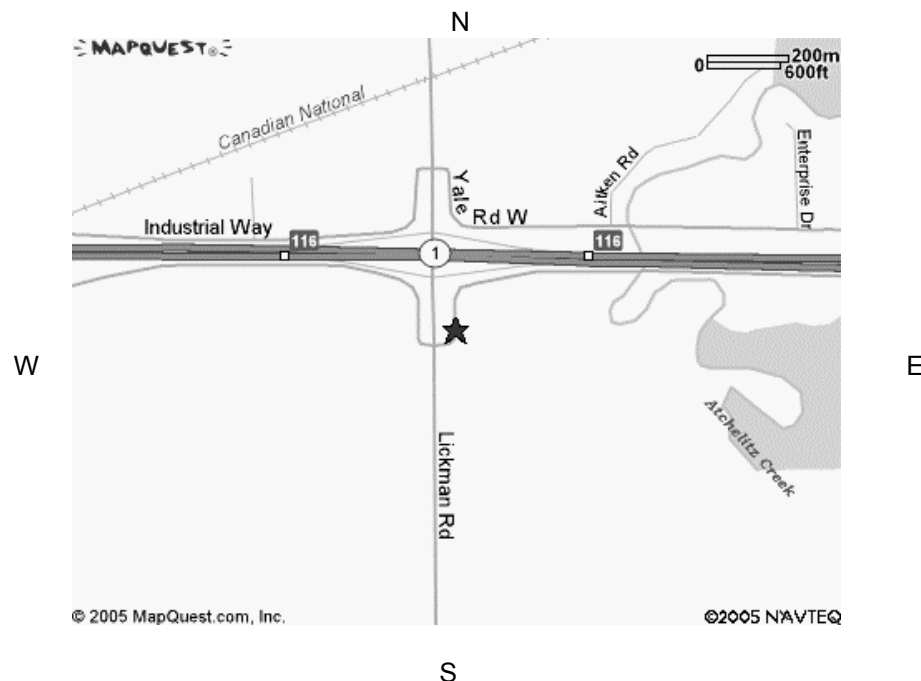 N
MAPQUEST®
0 200m
600ft
Canadian National
Yale
Rd W
Aitken Rd
Enterprise Dr
Industrial Way
116
116
1
W
E
Lickman Rd
Atchelitz Creek
© 2005 MapQuest.com, Inc.
©2005 NAVTEQ
S